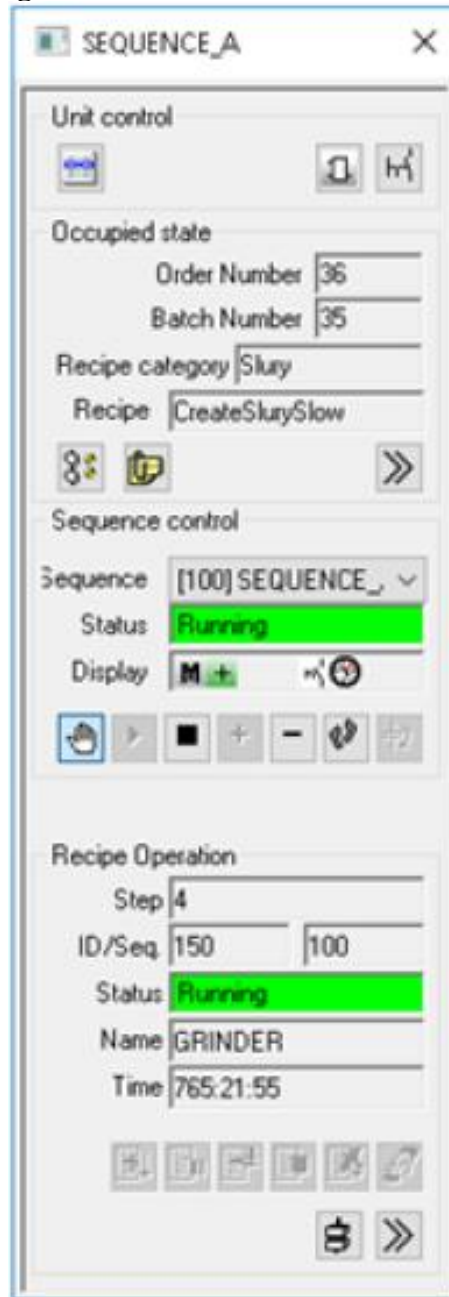 SEQUENCE_A
Unit control
Occupied state
Order Number 36
Batch Number 35
Recipe category Slury
Recipe CreateSlurySlow
Sequence control
Sequence [100] SEQUENCE_
Status Running
Display M +
Recipe Operation
Step 4
ID/Seq. 150 100
Status Running
Name GRINDER
Time 765:21:55